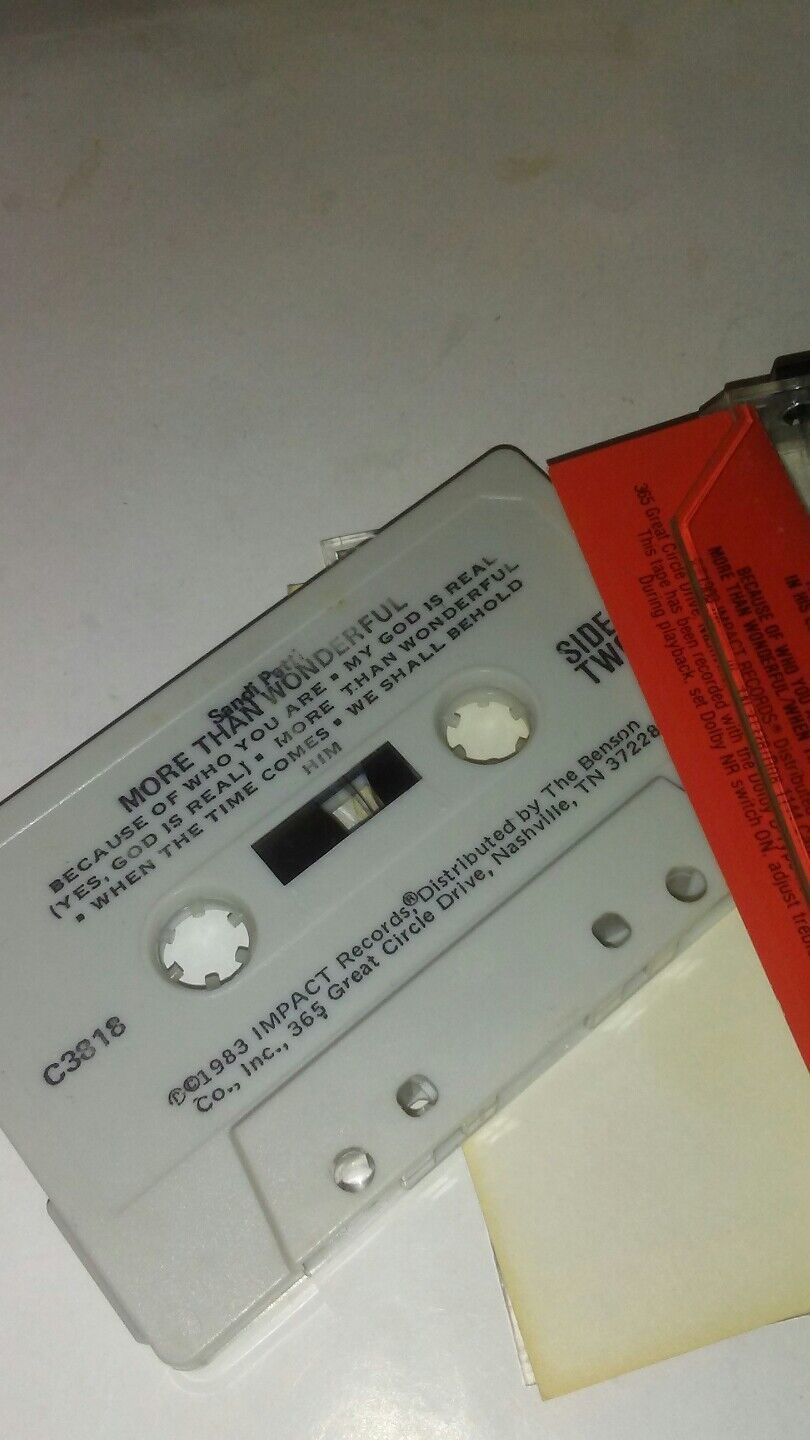 Sandi Patti
MORE THAN WONDERFUL
BECAUSE OF WHO YOU ARE ▪ MY GOD IS REAL
(YES, GOD IS REAL) ▪ MORE THAN WONDERFUL
▪ WHEN THE TIME COMES ▪ WE SHALL BEHOLD
HIM
SIDE
TWO
C3818
℗©1983 IMPACT Records,® Distributed by The Benson
Co., Inc., 365 Great Circle Drive, Nashville, TN 37228
BECAUSE OF WHO YOU
MORE THAN WONDERFUL/WHEN
IMPACT RECORDS® Distributed
365 Great Circle Drive
This tape has been recorded with the Dolby
During playback, set Dolby NR switch ON, adjust